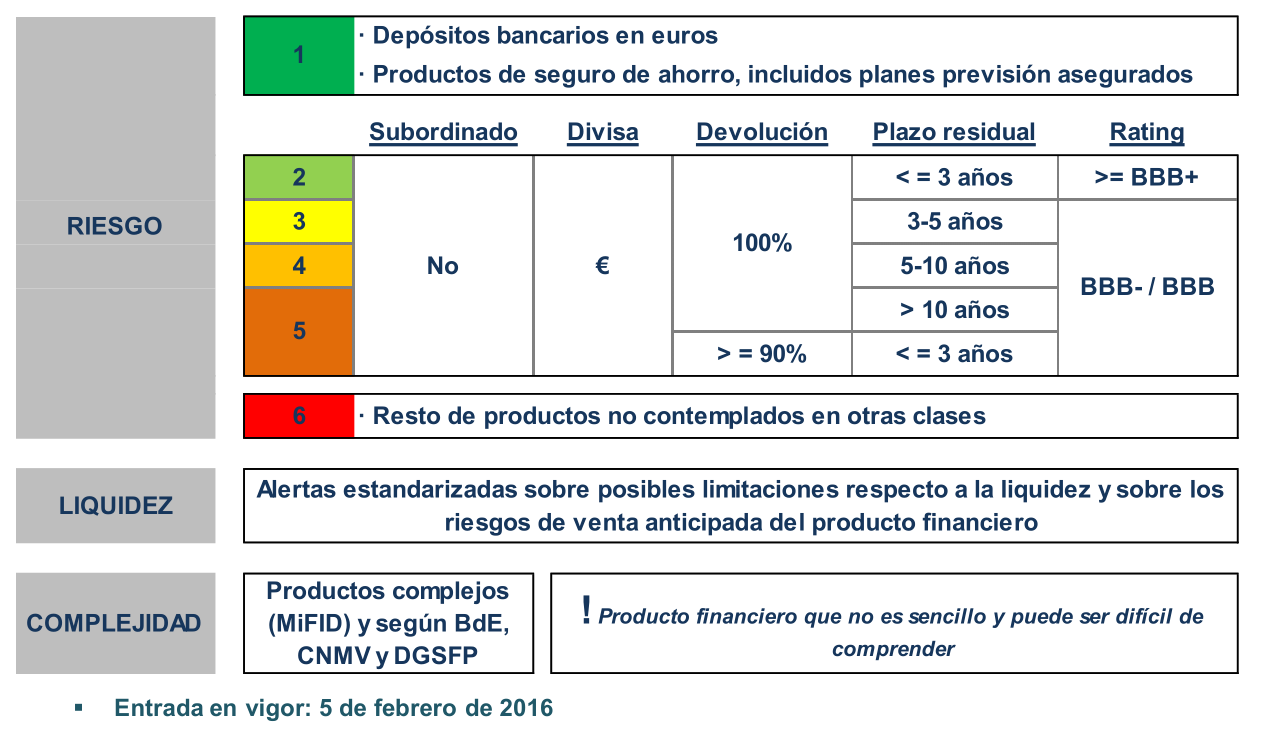 RIESGO
1
· Depósitos bancarios en euros
· Productos de seguro de ahorro, incluidos planes previsión asegurados
Subordinado Divisa Devolución Plazo residual Rating
2 < = 3 años >= BBB+
3 3-5 años
100%
4 No € 5-10 años
BBB- / BBB
> 10 años
5
> = 90% < = 3 años
6 · Resto de productos no contemplados en otras clases
LIQUIDEZ
Alertas estandarizadas sobre posibles limitaciones respecto a la liquidez y sobre los
riesgos de venta anticipada del producto financiero
COMPLEJIDAD
Productos complejos
(MiFID) y según BdE,
CNMV y DGSFP
! Producto financiero que no es sencillo y puede ser difícil de
comprender
▪ Entrada en vigor: 5 de febrero de 2016